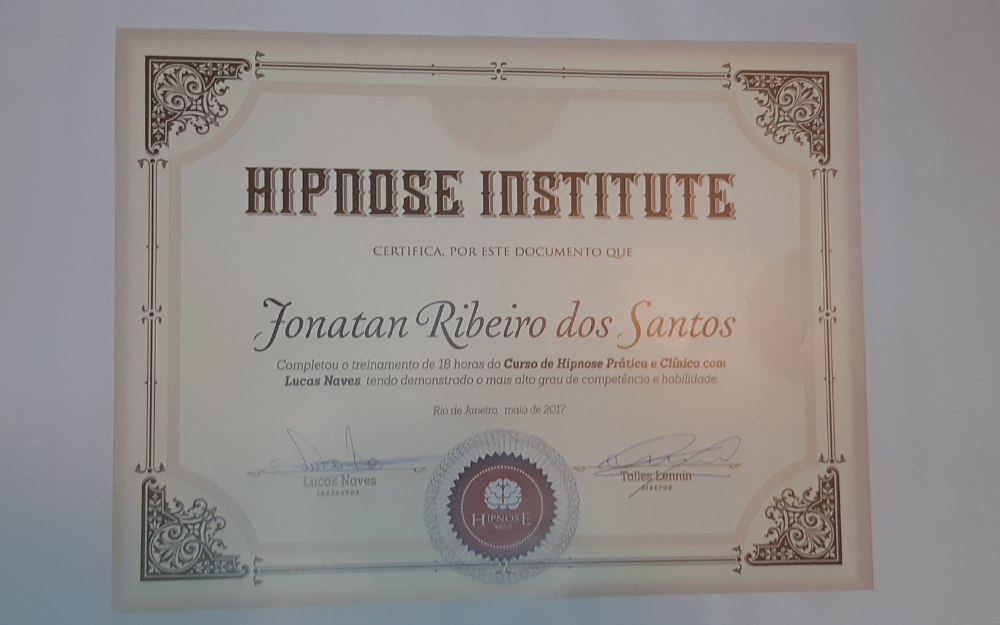 HIPNOSE INSTITUTE
CERTIFICA, POR ESTE DOCUMENTO QUE
Jonatan Ribeiro dos Santos
Completou o treinamento de 18 horas do Curso de Hipnose Prática e Clínica com
Lucas Naves, tendo demonstrado o mais alto grau de competência e habilidade.
Rio de Janeiro, maio de 2017
Lucas Naves
INSTRUTOR
Talles Lennin
DIRETOR
HIPNOSE